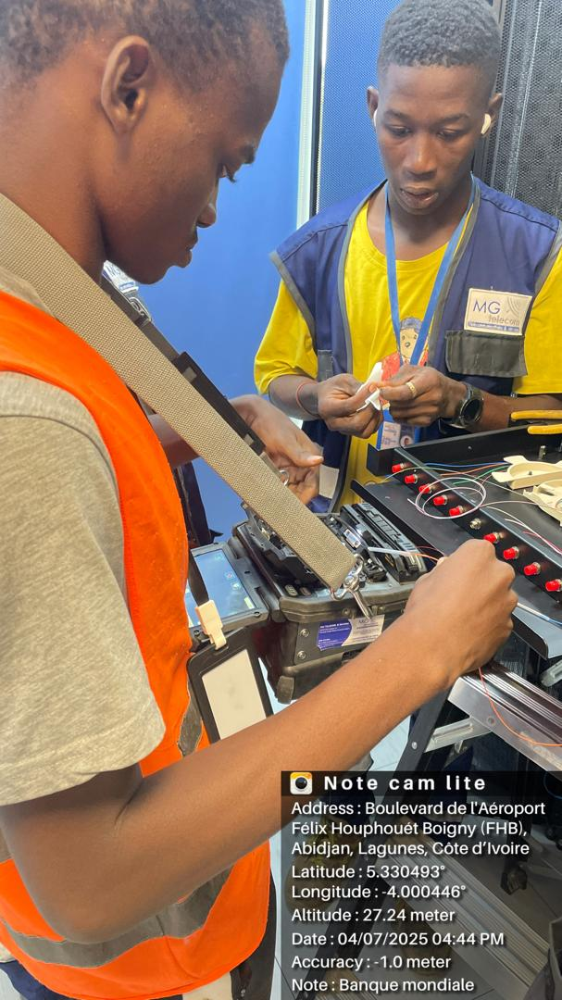 MG
telecom
Note cam lite
Address : Boulevard de l'Aéroport
Félix Houphouët Boigny (FHB),
Abidjan, Lagunes, Côte d'Ivoire
Latitude : 5.330493°
Longitude : -4.000446°
Altitude : 27.24 meter
Date : 04/07/2025 04:44 PM
Accuracy : -1.0 meter
Note : Banque mondiale